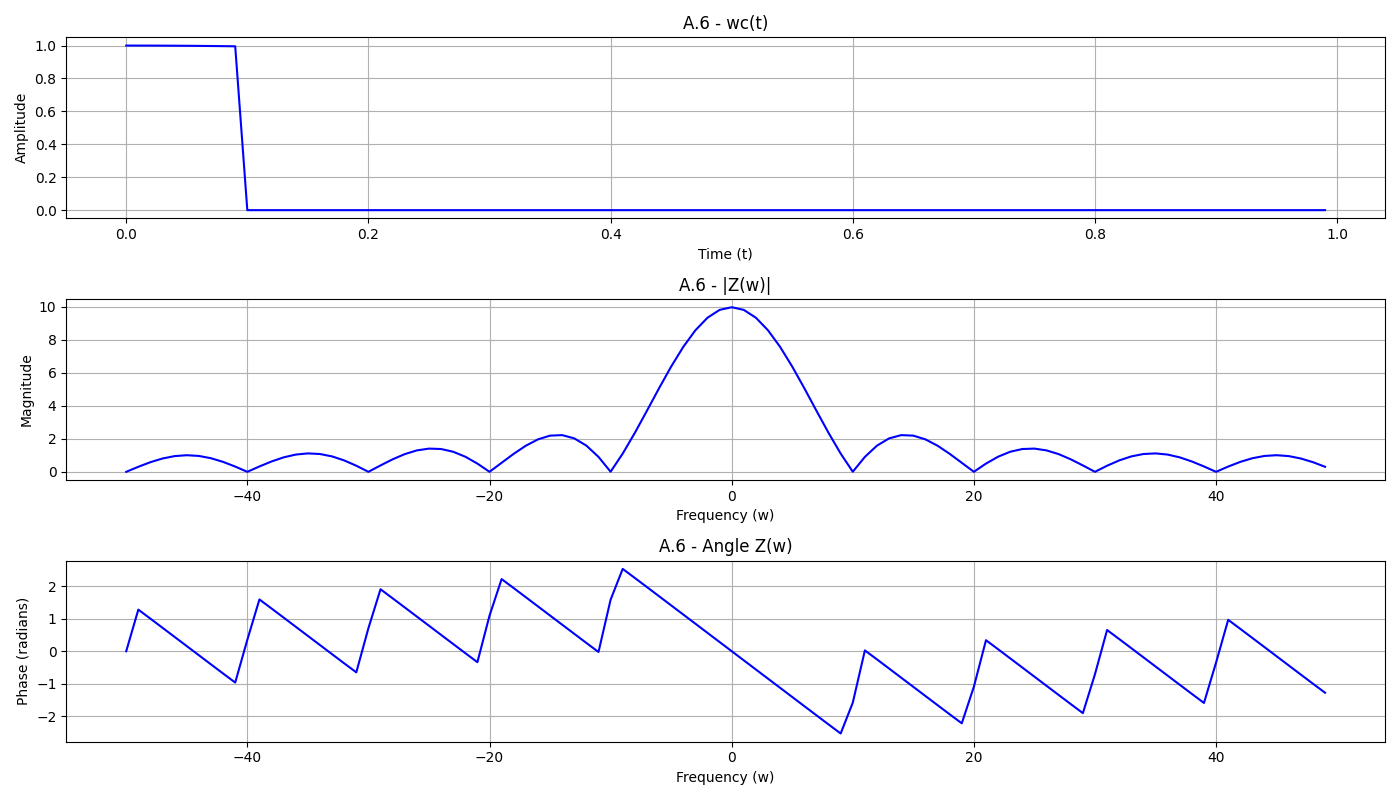 A.6 - wc(t)
1.0
0.8
0.6
0.4
0.2
0.0
Amplitude
0.0 0.2 0.4 0.6 0.8 1.0
Time (t)
A.6 - |Z(w)|
10
8
6
4
2
0
Magnitude
−40 −20 0 20 40
Frequency (w)
A.6 - Angle Z(w)
2
1
0
−1
−2
Phase (radians)
−40 −20 0 20 40
Frequency (w)